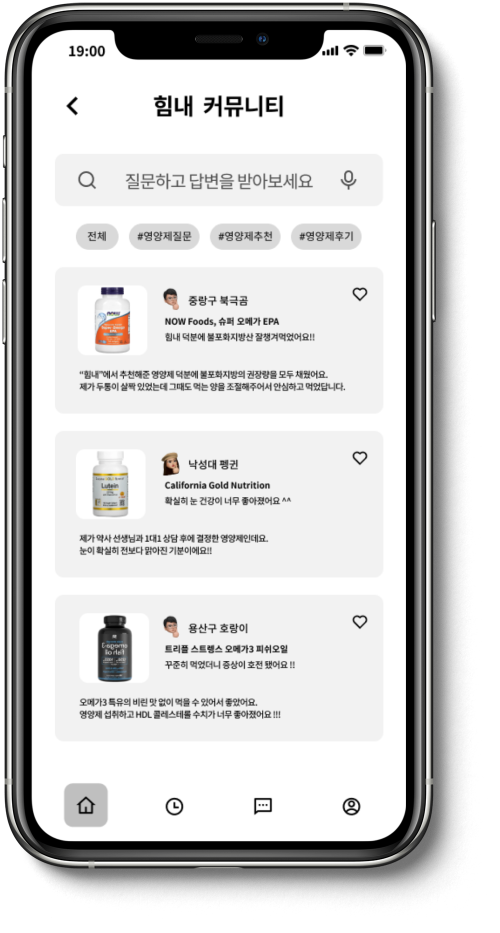 19:00
힘내 커뮤니티
질문하고 답변을 받아보세요
전체 #영양제질문 #영양제추천 #영양제후기
중랑구 북극곰
NOW Foods, 슈퍼 오메가 EPA
힘내 덕분에 불포화지방산 잘챙겨먹었어요!!
“힘내”에서 추천해준 영양제 덕분에 불포화지방의 권장량을 모두 채웠어요.
제가 두통이 살짝 있었는데 그때도 먹는 양을 조절해주어서 안심하고 먹었답니다.
낙성대 펭귄
California Gold Nutrition
확실히 눈 건강이 너무 좋아졌어요 ^^
Lutein
제가 약사 선생님과 1대1 상담 후에 결정한 영양제인데요.
눈이 확실히 전보다 맑아진 기분이에요!!
용산구 호랑이
트리플 스트렝스 오메가3 피쉬오일
꾸준히 먹었더니 증상이 호전 됐어요 !!
오메가3 특유의 비린 맛 없이 먹을 수 있어서 좋았어요.
영양제 섭취하고 HDL 콜레스테롤 수치가 너무 좋아졌어요 !!!